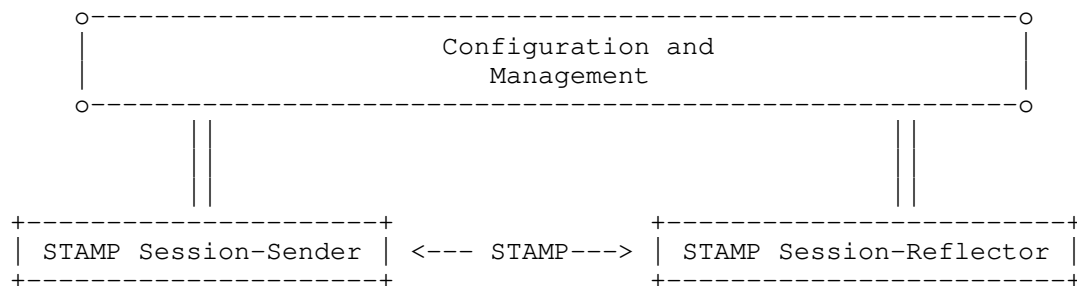 Configuration and
Management
STAMP Session-Sender <--- STAMP---> STAMP Session-Reflector